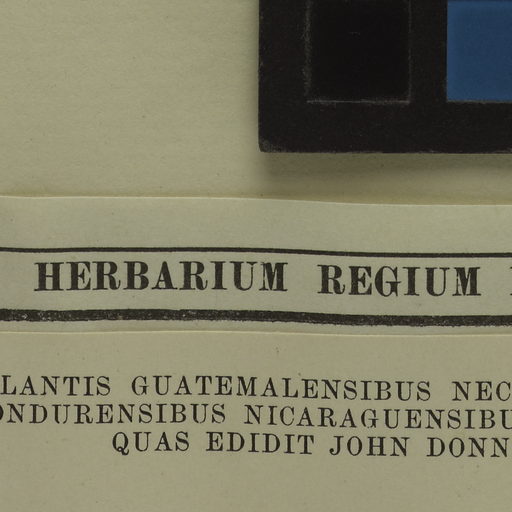 HERBARIUM REGIUM
LANTIS GUATEMALENSIBUS NEC
ONDURENSIBUS NICARAGUENSIBU
QUAS EDIDIT JOHN DONN